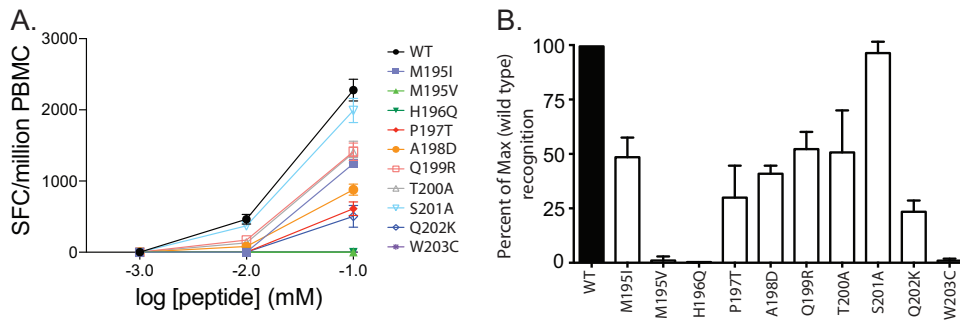 A.
SFC/million PBMC
3000
2000
1000
0
-3.0 -2.0 -1.0
log [peptide] (mM)
WT
M195I
M195V
H196Q
P197T
A198D
Q199R
T200A
S201A
Q202K
W203C
B.
Percent of Max (wild type)
recognition
100
75
50
25
0
WT
M195I
M195V
H196Q
P197T
A198D
Q199R
T200A
S201A
Q202K
W203C